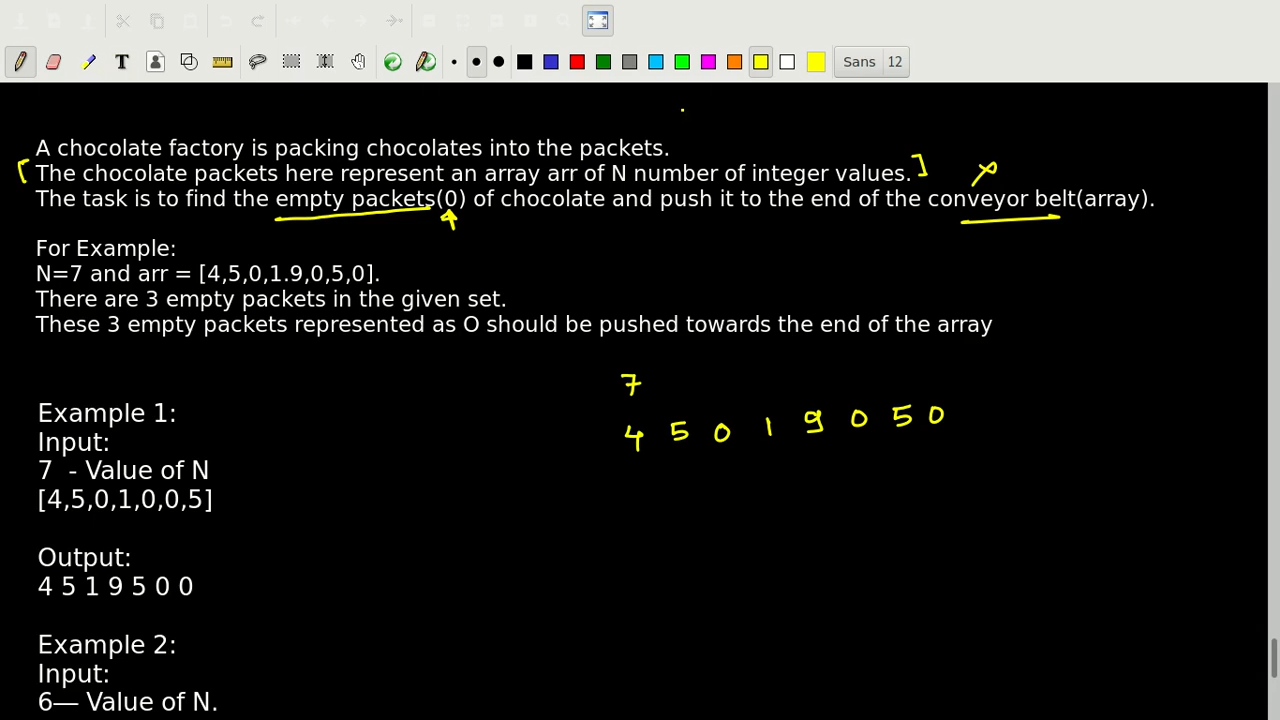 Sans 12
A chocolate factory is packing chocolates into the packets.
[The chocolate packets here represent an array arr of N number of integer values.]
The task is to find the empty packets(0) of chocolate and push it to the end of the conveyor belt(array).
For Example:
N=7 and arr = [4,5,0,1.9,0,5,0].
There are 3 empty packets in the given set.
These 3 empty packets represented as O should be pushed towards the end of the array
7
4 5 0 1 9 0 5 0
Example 1:
Input:
7 - Value of N
[4,5,0,1,0,0,5]
Output:
4 5 1 9 5 0 0
Example 2:
Input:
6— Value of N.